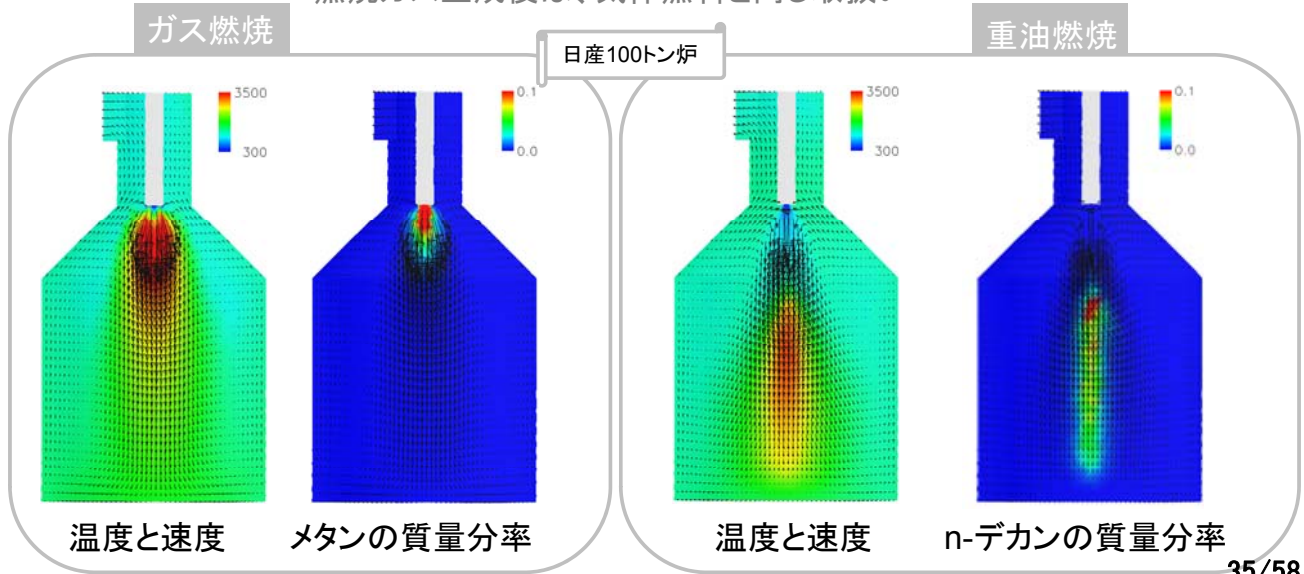 ガス燃焼
日産100トン炉
重油燃焼
3500
300
0.1
0.0
3500
300
0.1
0.0
温度と速度
メタンの質量分率
温度と速度
n-デカンの質量分率
35/58